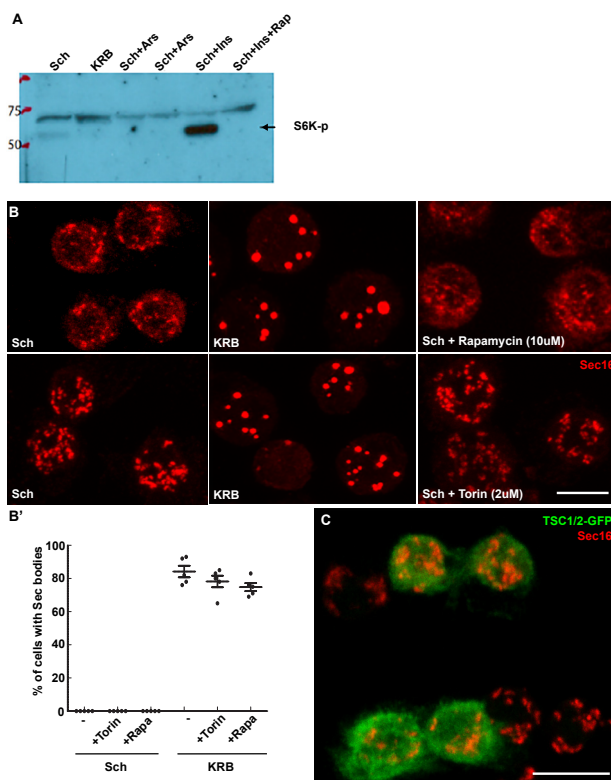 A
Sch
KRB
Sch+Ars
Sch+Ars
Sch+Ins
Sch+Ins+Rap
75
50
S6K-p
B
Sch
KRB
Sch + Rapamycin (10uM)
Sec16
Sch
KRB
Sch + Torin (2uM)
B'
% of cells with Sec bodies
100
80
60
40
20
0
-
+Torin
+Rapa
-
+Torin
+Rapa
Sch
KRB
C
TSC1/2-GFP
Sec16